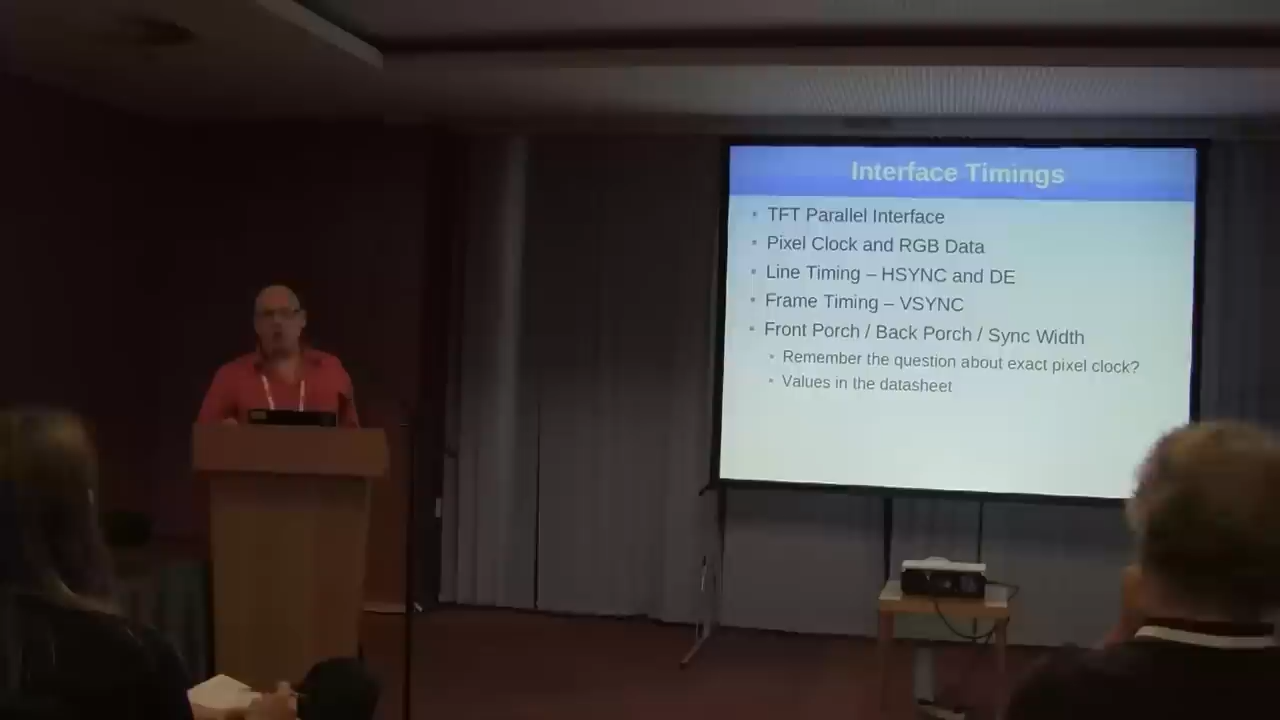 Interface Timings
• TFT Parallel Interface
• Pixel Clock and RGB Data
• Line Timing – HSYNC and DE
• Frame Timing – VSYNC
• Front Porch / Back Porch / Sync Width
• Remember the question about exact pixel clock?
• Values in the datasheet